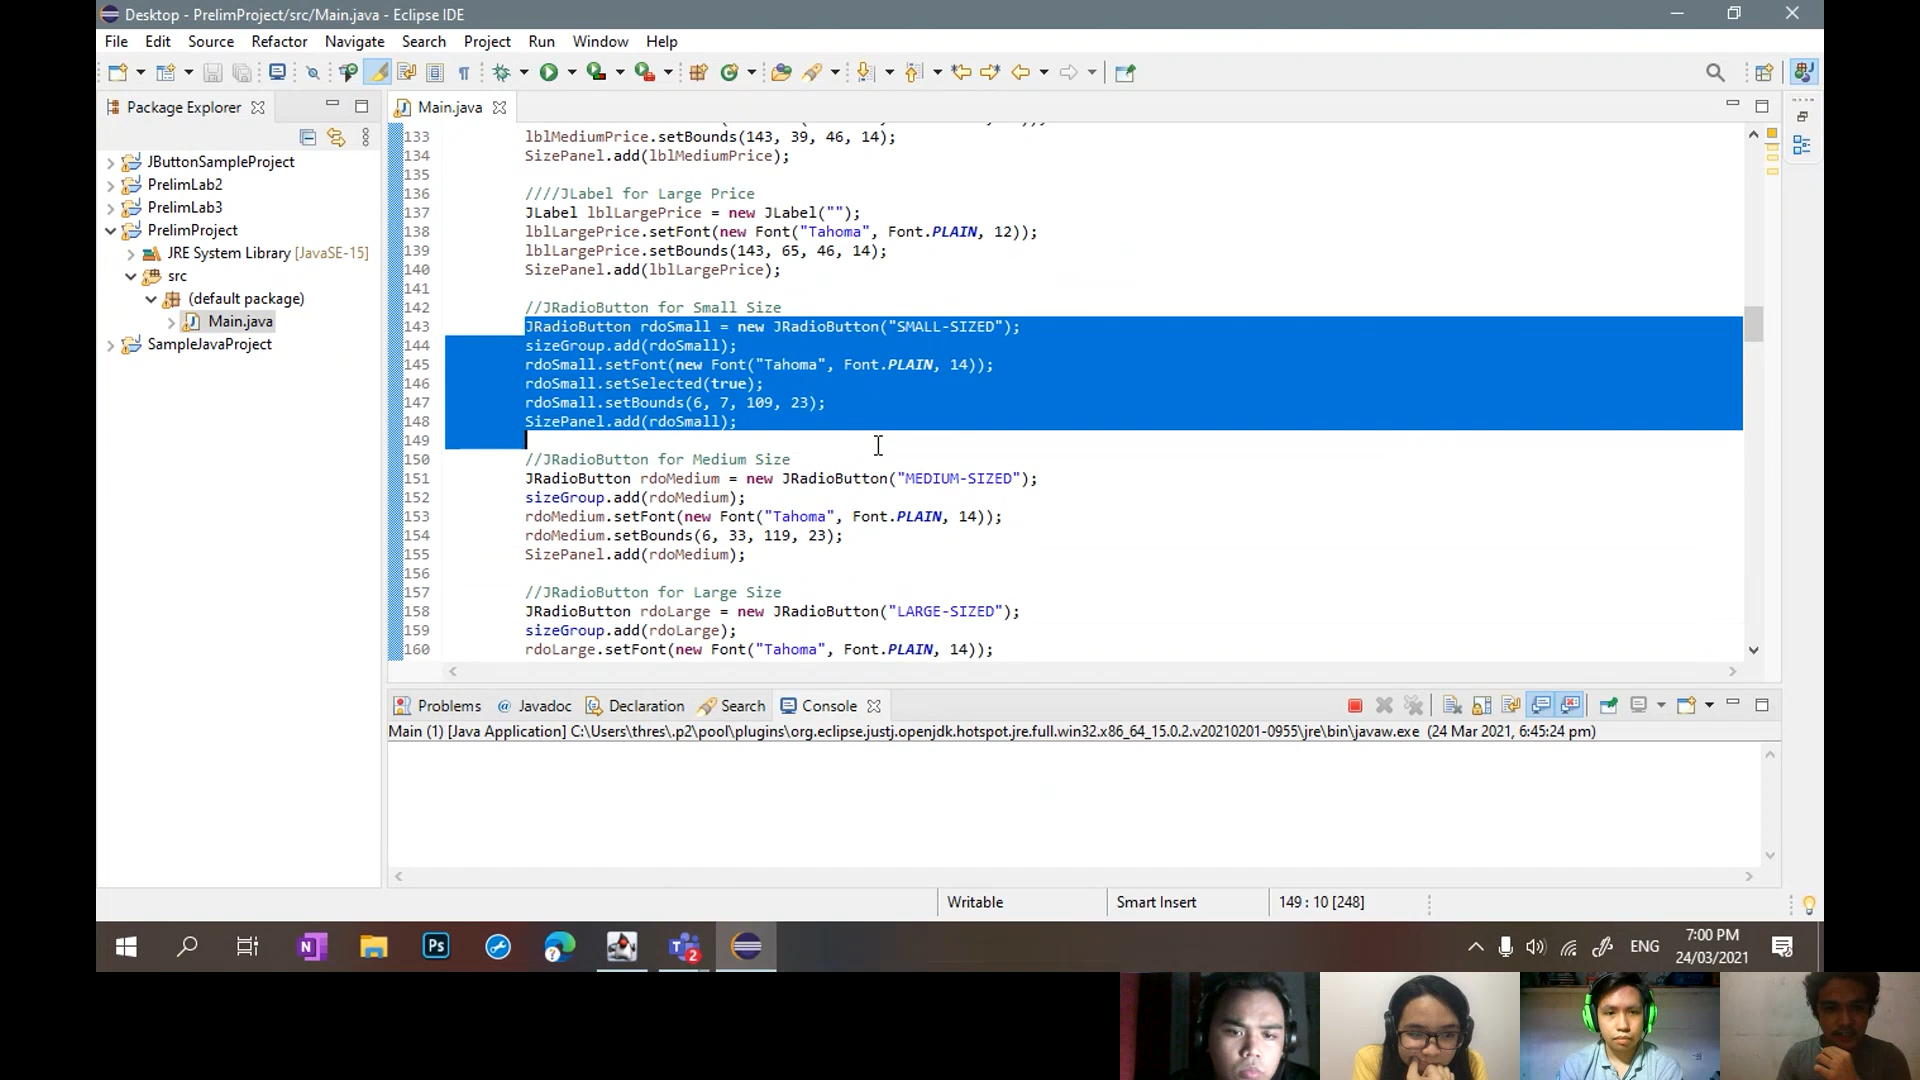 Desktop - PrelimProject/src/Main.java - Eclipse IDE
File Edit Source Refactor Navigate Search Project Run Window Help
Package Explorer
Main.java
JButtonSampleProject
PrelimLab2
PrelimLab3
PrelimProject
JRE System Library [JavaSE-15]
src
(default package)
Main.java
SampleJavaProject
133 lblMediumPrice.setBounds(143, 39, 46, 14);
134 SizePanel.add(lblMediumPrice);
135
136 ////JLabel for Large Price
137 JLabel lblLargePrice = new JLabel("");
138 lblLargePrice.setFont(new Font("Tahoma", Font.PLAIN, 12));
139 lblLargePrice.setBounds(143, 65, 46, 14);
140 SizePanel.add(lblLargePrice);
141
142 //JRadioButton for Small Size
143 JRadioButton rdoSmall = new JRadioButton("SMALL-SIZED");
144 sizeGroup.add(rdoSmall);
145 rdoSmall.setFont(new Font("Tahoma", Font.PLAIN, 14));
146 rdoSmall.setSelected(true);
147 rdoSmall.setBounds(6, 7, 109, 23);
148 SizePanel.add(rdoSmall);
149
150 //JRadioButton for Medium Size
151 JRadioButton rdoMedium = new JRadioButton("MEDIUM-SIZED");
152 sizeGroup.add(rdoMedium);
153 rdoMedium.setFont(new Font("Tahoma", Font.PLAIN, 14));
154 rdoMedium.setBounds(6, 33, 119, 23);
155 SizePanel.add(rdoMedium);
156
157 //JRadioButton for Large Size
158 JRadioButton rdoLarge = new JRadioButton("LARGE-SIZED");
159 sizeGroup.add(rdoLarge);
160 rdoLarge.setFont(new Font("Tahoma", Font.PLAIN, 14));
Problems @ Javadoc Declaration Search Console
Main (1) [Java Application] C:\Users\thres\.p2\pool\plugins\org.eclipse.justj.openjdk.hotspot.jre.full.win32.x86_64_15.0.2.v20210201-0955\jre\bin\javaw.exe (24 Mar 2021, 6:45:24 pm)
Writable Smart Insert 149 : 10 [248]
N Ps 2 ENG 7:00 PM
24/03/2021